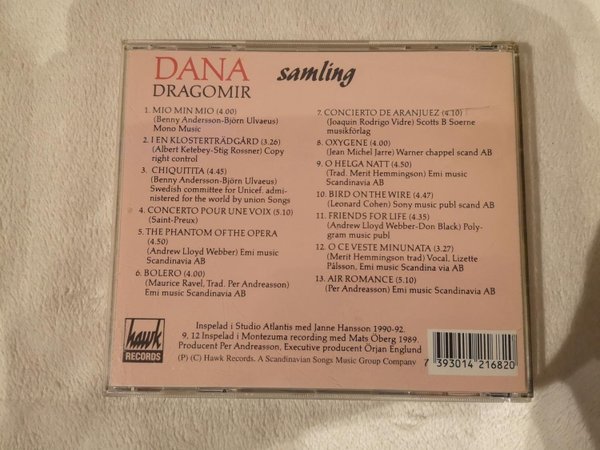 DANA samling
DRAGOMIR
1. MIO MIN MIO (4.00)
(Benny Andersson-Björn Ulvaeus)
Mono Music
2. I EN KLOSTERTRÄDGÅRD (3.26)
(Albert Ketebey-Stig Rossner) Copy
right control
3. CHIQUITITA (4.45)
(Benny Andersson-Björn Ulvaeus)
Swedish committee for Unicef. admi-
nistered for the world by union Songs
4. CONCERTO POUR UNE VOIX (5.10)
(Saint-Preux)
5. THE PHANTOM OF THE OPERA
(4.50)
(Andrew Lloyd Webber) Emi music
Scandinavia AB
6. BOLERO (4.00)
(Maurice Ravel, Trad. Per Andreasson)
Emi music Scandinavia AB
7. CONCIERTO DE ARANJUEZ (4.10)
(Joaquin Rodrigo Vidre) Scotts B Soerne
musikförlag
8. OXYGENE (4.00)
(Jean Michel Jarre) Warner chappel scand AB
9. O HELGA NATT (4.50)
(Trad. Merit Hemmingson) Emi music
Scandinavia AB
10. BIRD ON THE WIRE (4.47)
(Leonard Cohen) Sony music publ scand AB
11. FRIENDS FOR LIFE (4.35)
(Andrew Lloyd Webber-Don Black) Poly-
gram music publ
12. O CE VESTE MINUNATA (3.27)
(Merit Hemmingson trad) Vocal, Lizette
Pålsson, Emi music Scandina via AB
13. AIR ROMANCE (5.10)
(Per Andreasson) Emi music Scandinavia AB
hawk
RECORDS
Inspelad i Studio Atlantis med Janne Hansson 1990-92.
9, 12 Inspelad i Montezuma recording med Mats Öberg 1989.
Producent Per Andreasson, Executive producent Örjan Englund
(P) (C) Hawk Records, A Scandinavian Songs Music Group Company
7 393014 216820